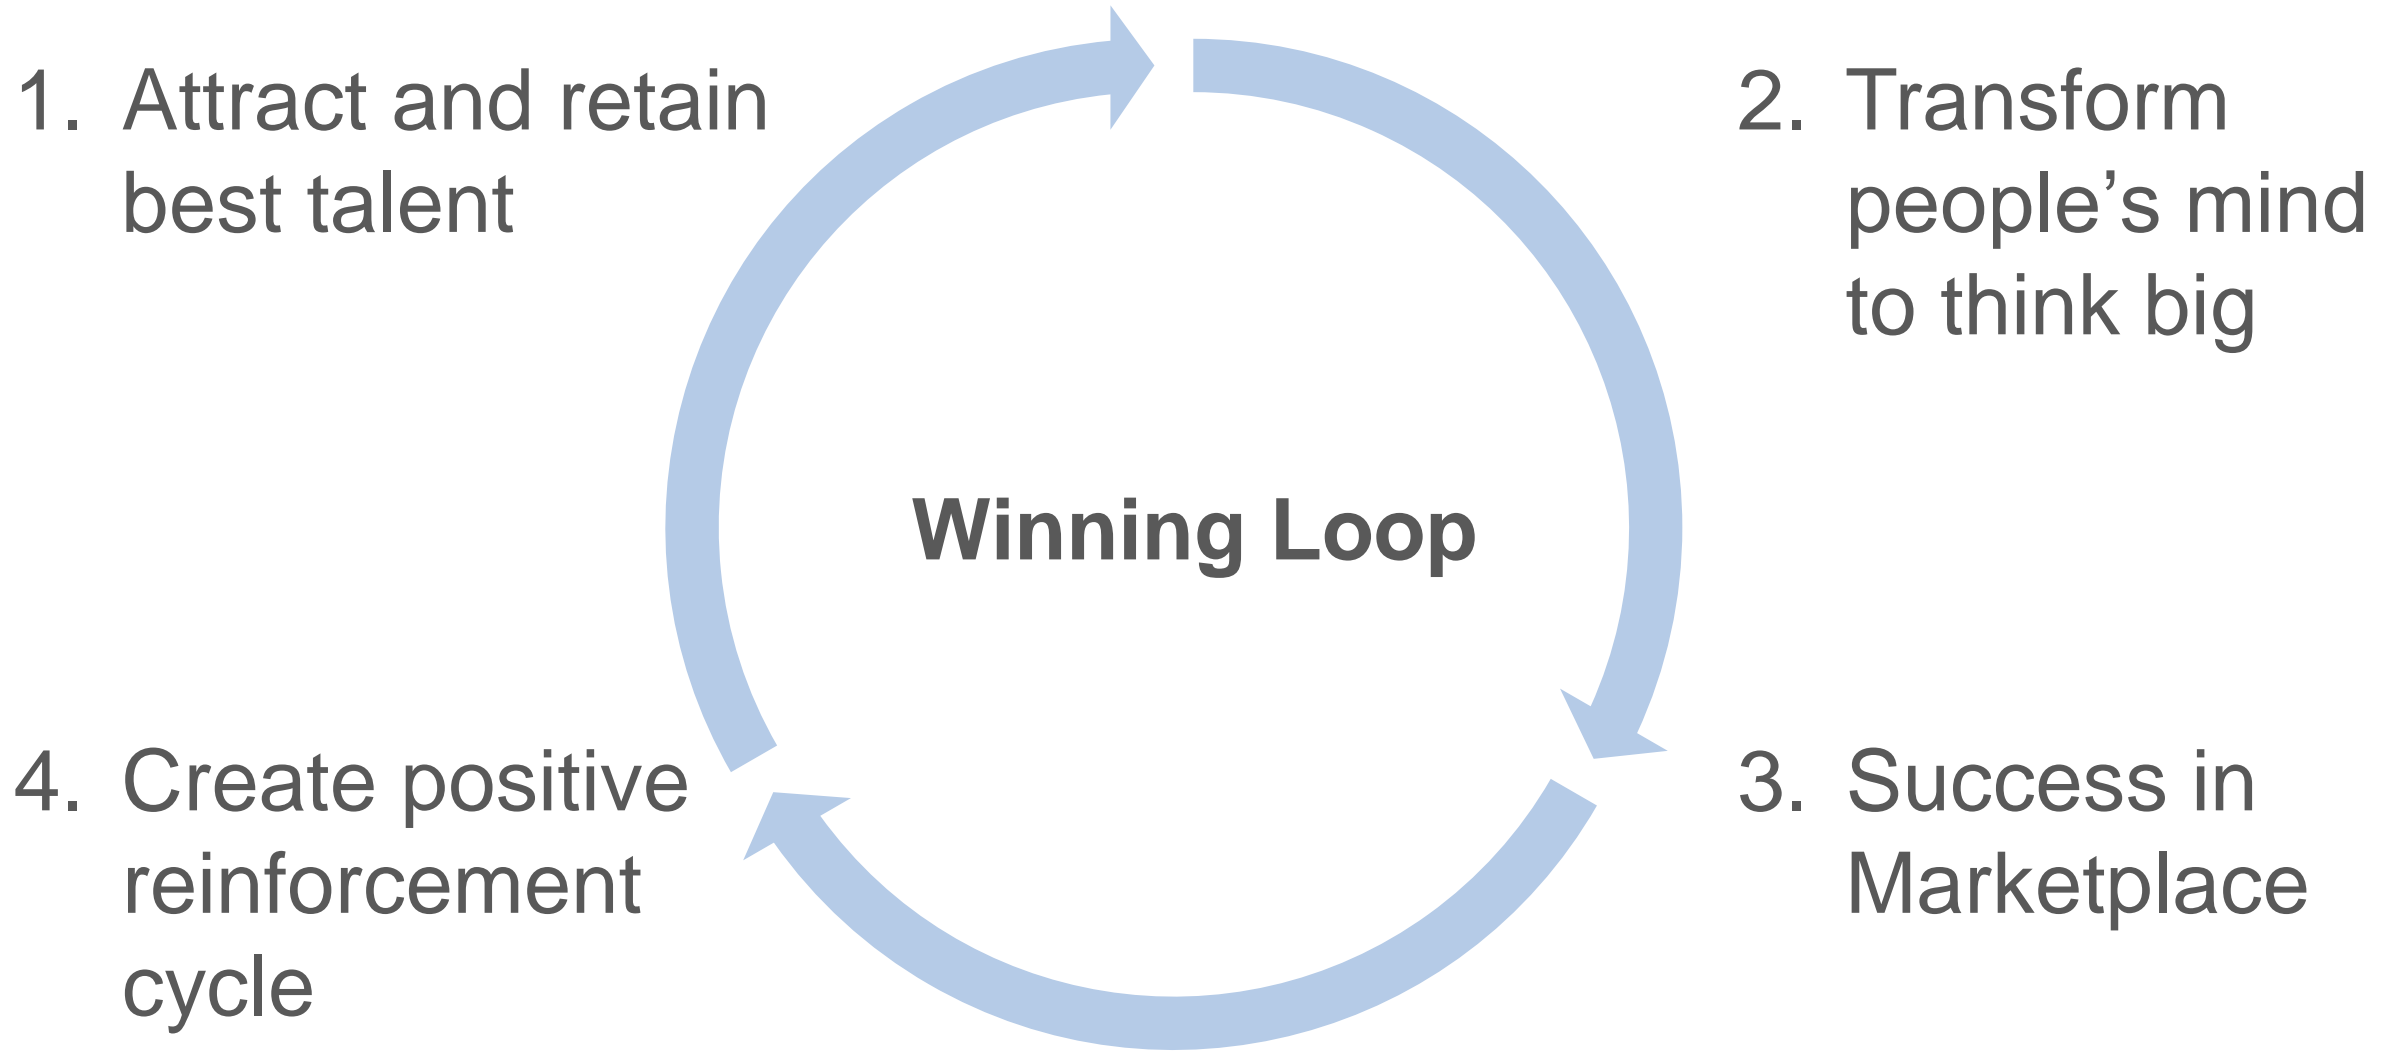 1. Attract and retain
best talent
2. Transform
people’s mind
to think big
Winning Loop
4. Create positive
reinforcement
cycle
3. Success in
Marketplace